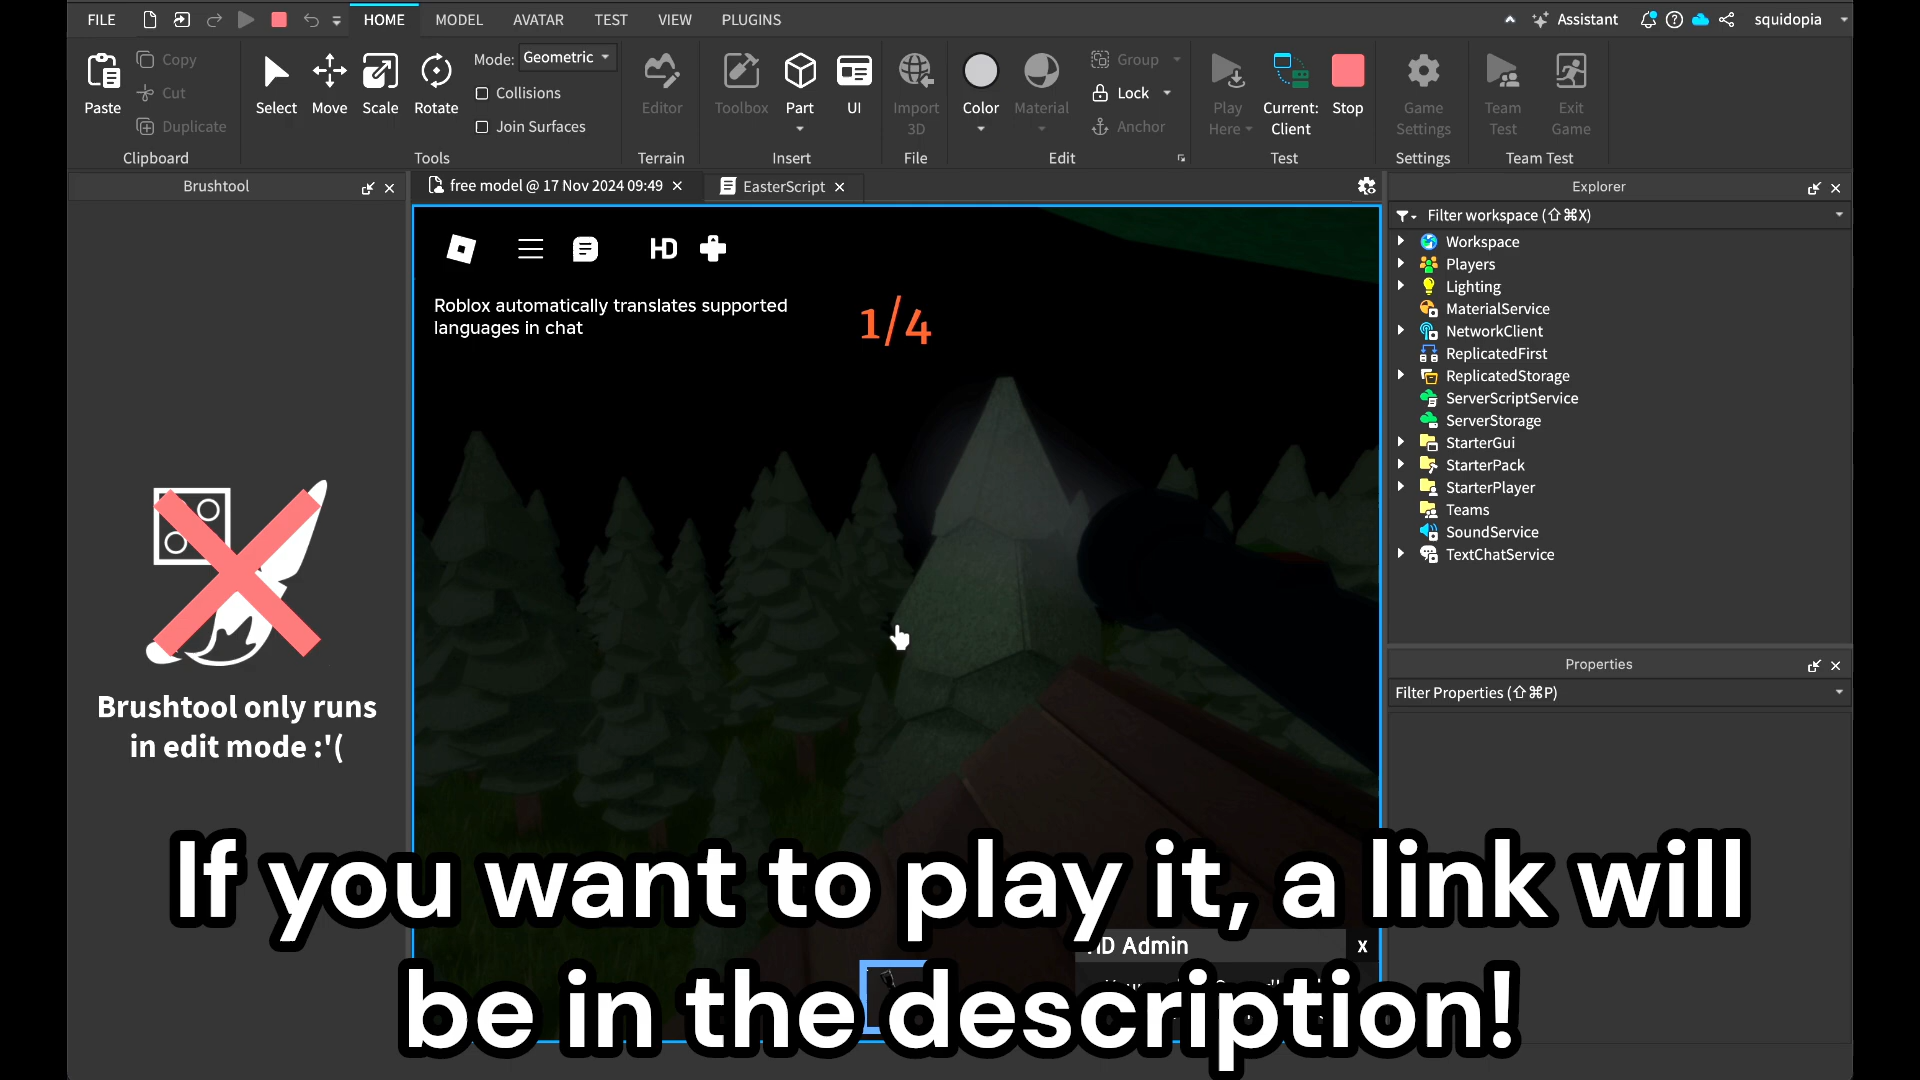 FILE
HOME
MODEL
AVATAR
TEST
VIEW
PLUGINS
Assistant
squidopia
Paste
Copy
Cut
Duplicate
Clipboard
Select
Move
Scale
Rotate
Mode: Geometric
Collisions
Join Surfaces
Tools
Editor
Terrain
Toolbox
Part
UI
Insert
Import
3D
File
Color
Material
Group
Lock
Anchor
Edit
Play
Here
Current:
Client
Stop
Test
Game
Settings
Settings
Team
Test
Exit
Game
Team Test
Brushtool
free model @ 17 Nov 2024 09:49
EasterScript
Explorer
Filter workspace (⇧⌘X)
Workspace
Players
Lighting
MaterialService
NetworkClient
ReplicatedFirst
ReplicatedStorage
ServerScriptService
ServerStorage
StarterGui
StarterPack
StarterPlayer
Teams
SoundService
TextChatService
Properties
Filter Properties (⇧⌘P)
HD
Roblox automatically translates supported
languages in chat
1/4
Brushtool only runs
in edit mode :'(
HD Admin
X
If you want to play it, a link will
be in the description!